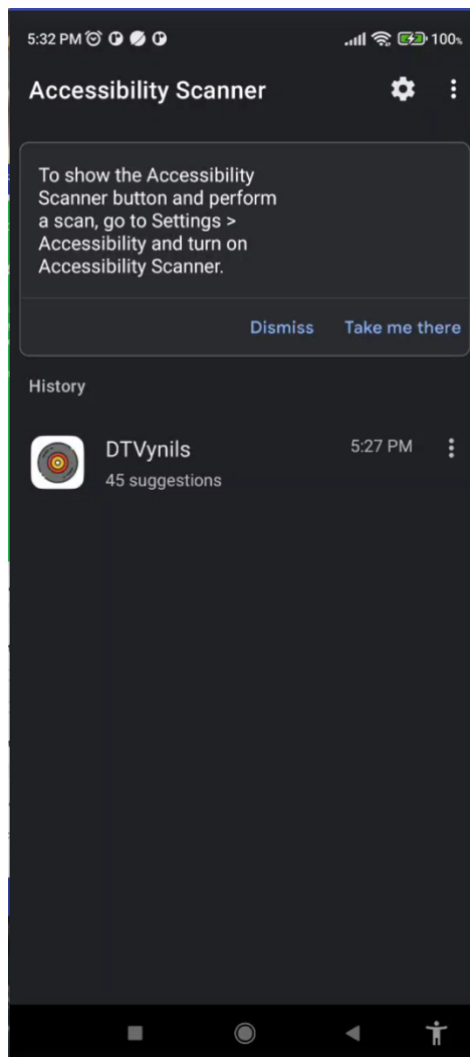 5:32 PM 100%
Accessibility Scanner
To show the Accessibility
Scanner button and perform
a scan, go to Settings >
Accessibility and turn on
Accessibility Scanner.
Dismiss Take me there
History
DTVynils 5:27 PM
45 suggestions